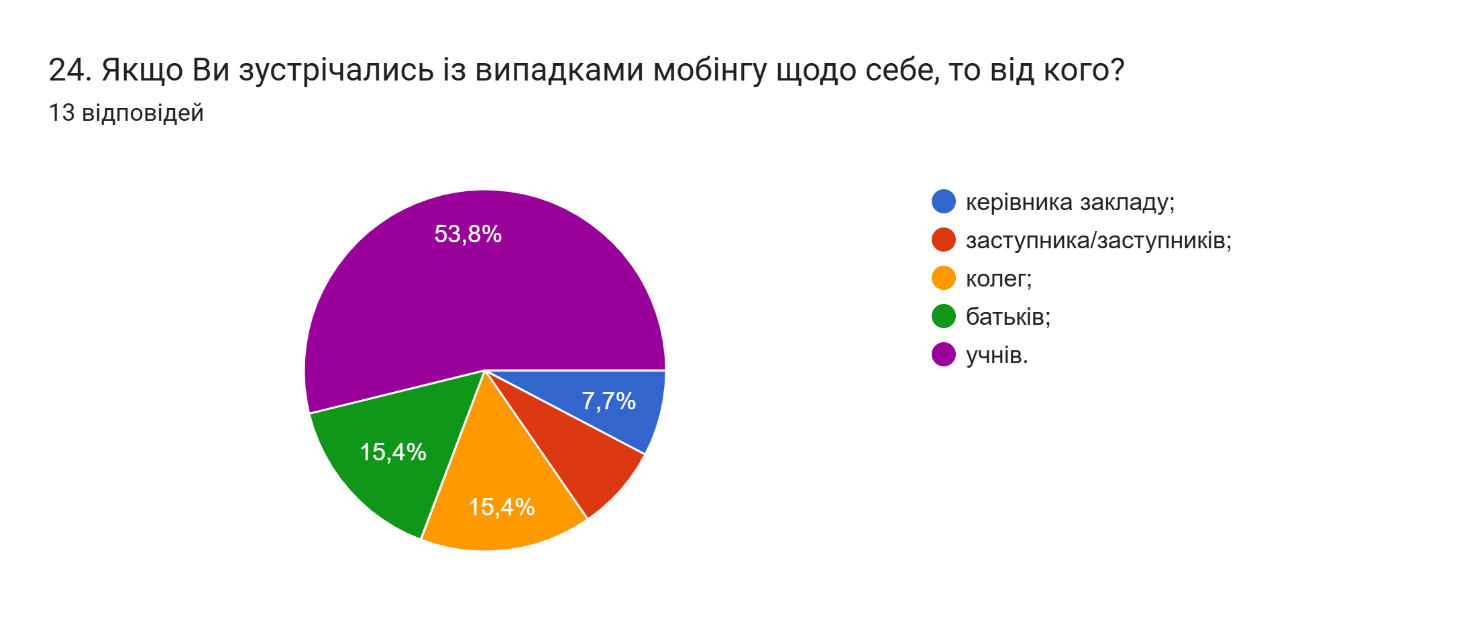 24. Якщо Ви зустрічались із випадками мобінгу щодо себе, то від кого?
13 відповідей
53,8%
7,7%
15,4%
15,4%
керівника закладу;
заступника/заступників;
колег;
батьків;
учнів.